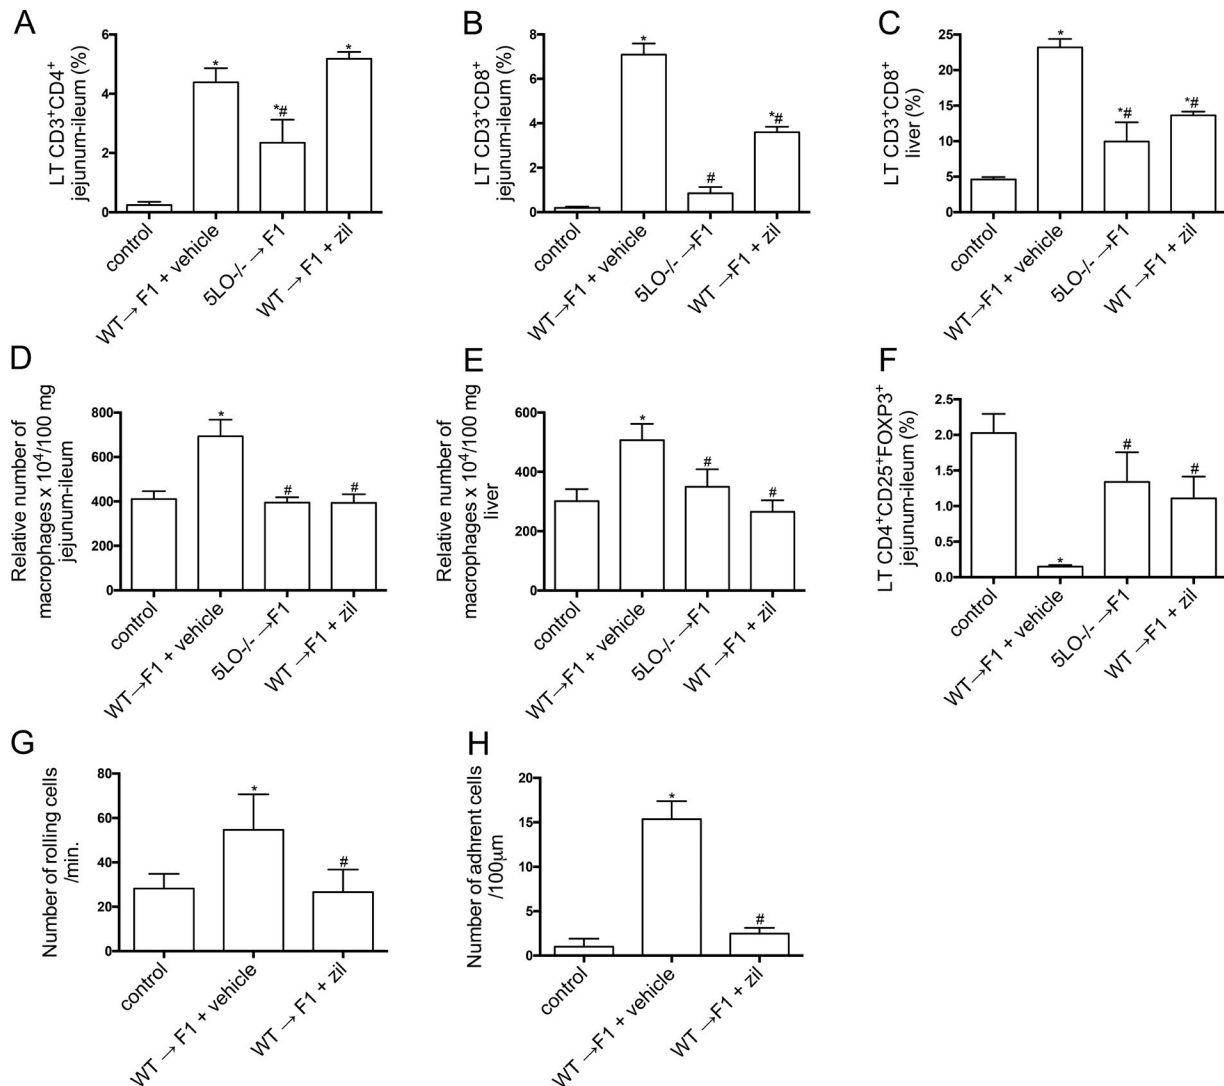 A
LT CD3+CD4+
jejunum-ileum (%)
6
4
2
0
*
*#
*
control
WT → F1 + vehicle
5LO-/- → F1
WT → F1 + zil
B
LT CD3+CD8+
jejunum-ileum (%)
8
6
4
2
0
*
#
*#
control
WT → F1 + vehicle
5LO-/- → F1
WT → F1 + zil
C
LT CD3+CD8+
liver (%)
25
20
15
10
5
0
*
*#
*#
control
WT → F1 + vehicle
5LO-/- → F1
WT → F1 + zil
D
Relative number of
macrophages x 10⁴/100 mg
jejunum-ileum
800
600
400
200
0
*
#
#
control
WT → F1 + vehicle
5LO-/- → F1
WT → F1 + zil
E
Relative number of
macrophages x 10⁴/100 mg
liver
600
400
200
0
*
#
#
control
WT → F1 + vehicle
5LO-/- → F1
WT → F1 + zil
F
LT CD4+CD25+FOXP3+
jejunum-ileum (%)
2.5
2.0
1.5
1.0
0.5
0.0
*
#
#
control
WT → F1 + vehicle
5LO-/- → F1
WT → F1 + zil
G
Number of rolling cells
/min.
80
60
40
20
0
*
#
control
WT → F1 + vehicle
WT → F1 + zil
H
Number of adhrent cells
/100µm
20
15
10
5
0
*
#
control
WT → F1 + vehicle
WT → F1 + zil